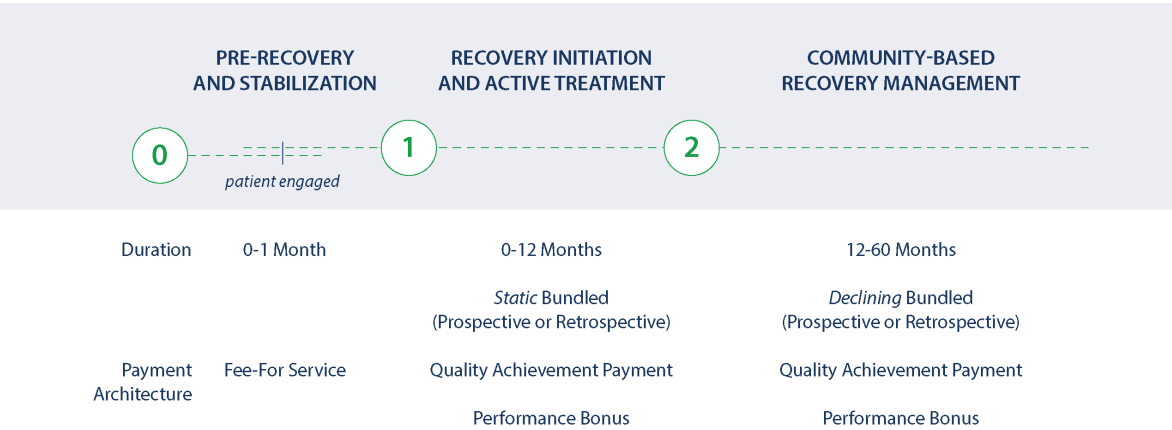 PRE-RECOVERY
AND STABILIZATION
RECOVERY INITIATION
AND ACTIVE TREATMENT
COMMUNITY-BASED
RECOVERY MANAGEMENT
0
1
2
patient engaged
Duration
0-1 Month
0-12 Months
12-60 Months
Static Bundled
(Prospective or Retrospective)
Declining Bundled
(Prospective or Retrospective)
Payment
Architecture
Fee-For Service
Quality Achievement Payment
Quality Achievement Payment
Performance Bonus
Performance Bonus